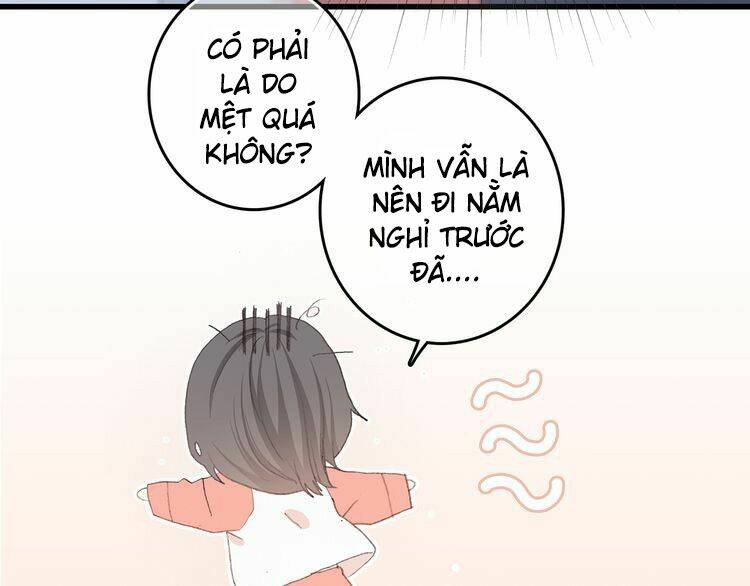 CÓ PHẢI
LÀ DO
MỆT QUÁ
KHÔNG?
MÌNH VẪN LÀ
NÊN ĐI NẰM
NGHỈ TRƯỚC
ĐÃ....